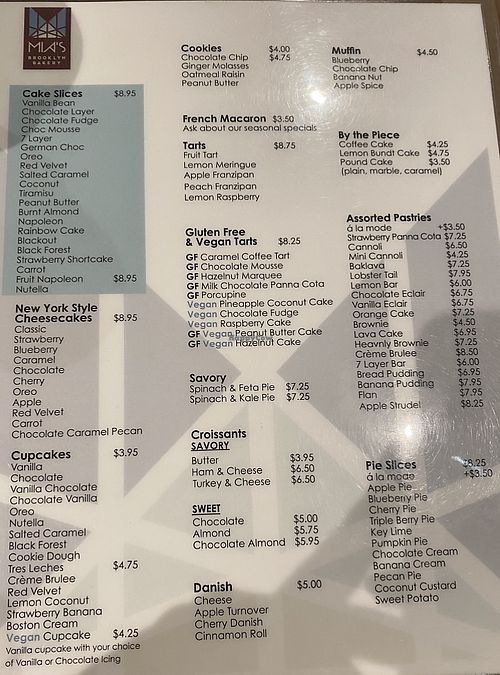 MIA'S
BROOKLYN
BAKERY
Cake Slices $8.95
Vanilla Bean
Chocolate Layer
Chocolate Fudge
Choc Mousse
7 Layer
German Choc
Oreo
Red Velvet
Salted Caramel
Coconut
Tiramisu
Peanut Butter
Burnt Almond
Napoleon
Rainbow Cake
Blackout
Black Forest
Strawberry Shortcake
Carrot
Fruit Napoleon $8.95
Nutella
New York Style
Cheesecakes $8.95
Classic
Strawberry
Blueberry
Caramel
Chocolate
Cherry
Oreo
Apple
Red Velvet
Carrot
Chocolate Caramel Pecan
Cupcakes $3.95
Vanilla
Chocolate
Vanilla Chocolate
Chocolate Vanilla
Oreo
Nutella
Salted Caramel
Black Forest
Cookie Dough
Tres Leches $4.75
Crème Brulee
Red Velvet
Lemon Coconut
Strawberry Banana
Boston Cream
Vegan Cupcake $4.25
Vanilla cupcake with your choice
of Vanilla or Chocolate Icing
Cookies $4.00
Chocolate Chip $4.75
Ginger Molasses
Oatmeal Raisin
Peanut Butter
French Macaron $3.50
Ask about our seasonal specials
Tarts $8.75
Fruit Tart
Lemon Meringue
Apple Franzipan
Peach Franzipan
Lemon Raspberry
Gluten Free
& Vegan Tarts $8.25
GF Caramel Coffee Tart
GF Chocolate Mousse
GF Hazelnut Marquee
GF Milk Chocolate Panna Cota
GF Porcupine
Vegan Pineapple Coconut Cake
Vegan Chocolate Fudge
Vegan Raspberry Cake
GF Vegan Peanut Butter Cake
GF Vegan Hazelnut Cake
Savory
Spinach & Feta Pie $7.25
Spinach & Kale Pie $7.25
Croissants
SAVORY
Butter $3.95
Ham & Cheese $6.50
Turkey & Cheese $6.50
SWEET
Chocolate $5.00
Almond $5.75
Chocolate Almond $5.95
Danish $5.00
Cheese
Apple Turnover
Cherry Danish
Cinnamon Roll
Muffin $4.50
Blueberry
Chocolate Chip
Banana Nut
Apple Spice
By the Piece
Coffee Cake $4.25
Lemon Bundt Cake $4.75
Pound Cake $3.50
(plain, marble, caramel)
Assorted Pastries
á la mode +$3.50
Strawberry Panna Cota $7.25
Cannoli $6.50
Mini Cannoli $4.25
Baklava $7.25
Lobster Tail $7.95
Lemon Bar $6.00
Chocolate Eclair $6.75
Vanilla Eclair $6.75
Orange Cake $7.25
Brownie $4.50
Lava Cake $6.95
Heavnly Brownie $7.25
Crème Brulee $8.50
7 Layer Bar $6.00
Bread Pudding $6.95
Banana Pudding $7.95
Flan $7.95
Apple Strudel $8.25
Pie Slices $8.25
á la mode +$3.50
Apple Pie
Blueberry Pie
Cherry Pie
Triple Berry Pie
Key Lime
Pumpkin Pie
Chocolate Cream
Banana Cream
Pecan Pie
Coconut Custard
Sweet Potato